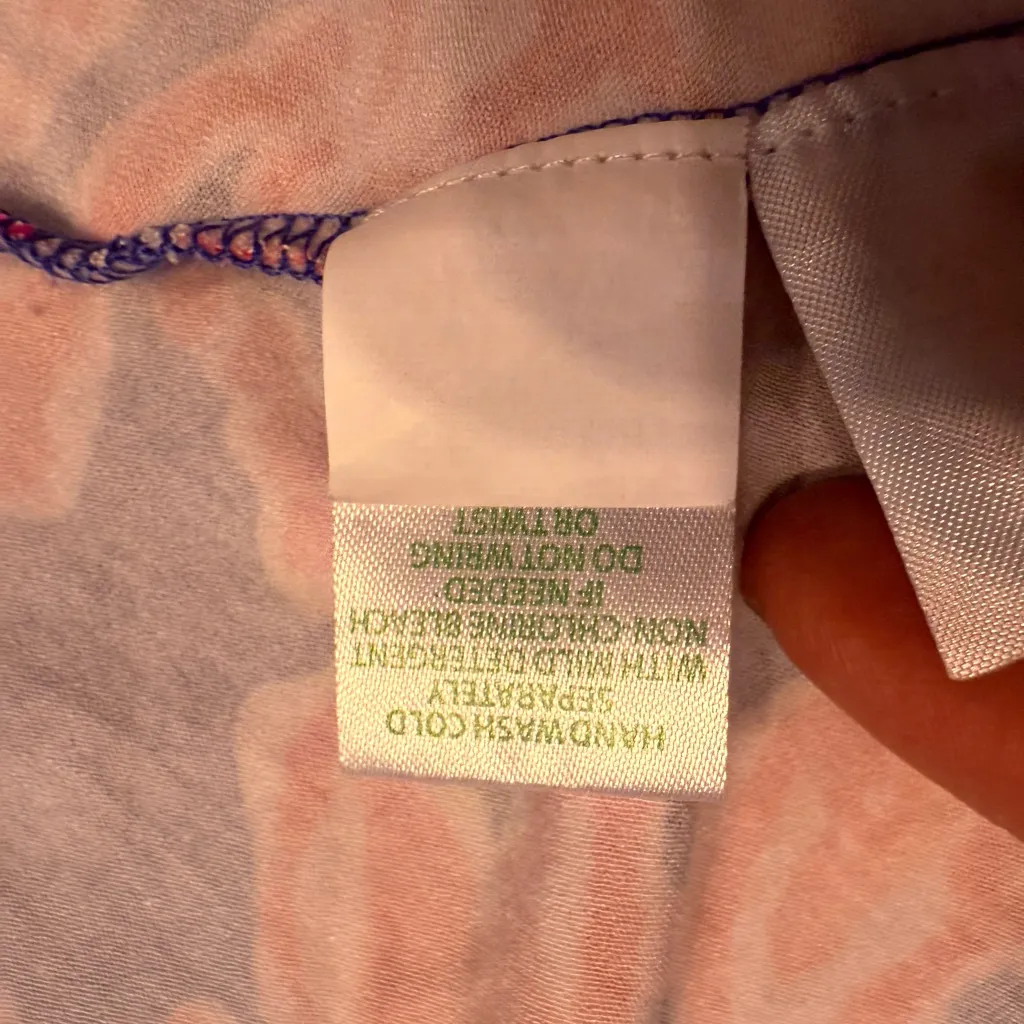 HAND WASH COLD
SEPARATELY
WITH MILD DETERGENT
NON-CHLORINE BLEACH
IF NEEDED
DO NOT WRING
OR TWIST